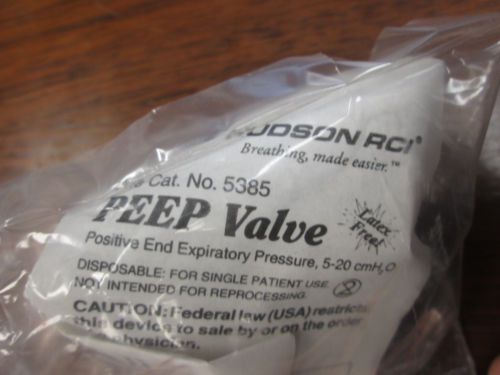 HUDSON RCI®
Breathing, made easier.™
Cat. No. 5385
PEEP Valve
Latex
Free!
Positive End Expiratory Pressure, 5-20 cmH₂O
DISPOSABLE: FOR SINGLE PATIENT USE
NOT INTENDED FOR REPROCESSING.
CAUTION: Federal law (USA) restricts
this device to sale by or on the order
physician.